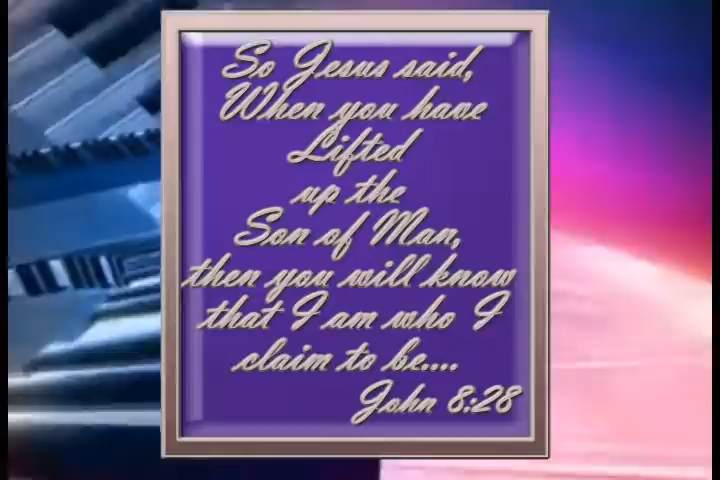 So Jesus said,
When you have
Lifted
up the
Son of Man,
then you will know
that I am who I
claim to be....
John 8:28